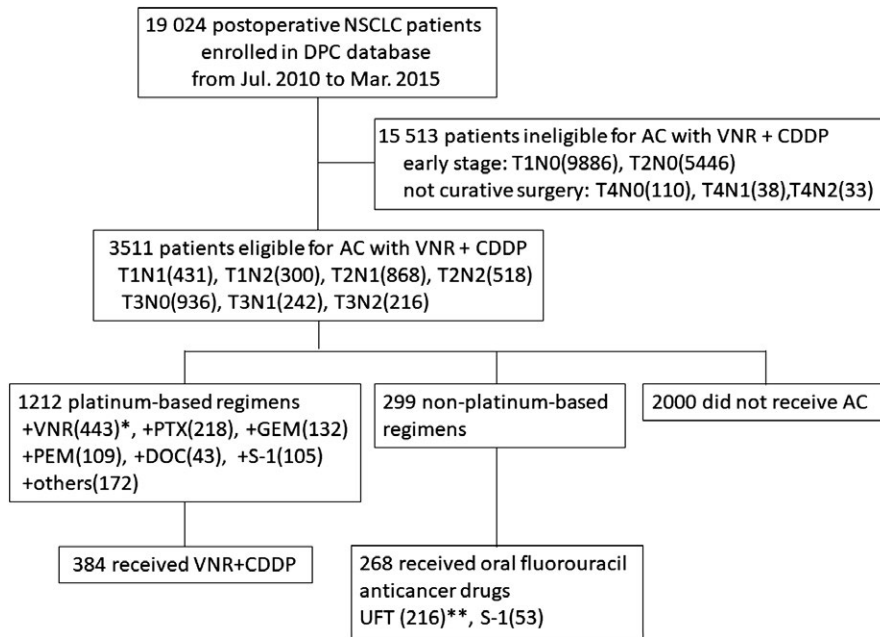 19 024 postoperative NSCLC patients
enrolled in DPC database
from Jul. 2010 to Mar. 2015
15 513 patients ineligible for AC with VNR + CDDP
early stage: T1N0(9886), T2N0(5446)
not curative surgery: T4N0(110), T4N1(38),T4N2(33)
3511 patients eligible for AC with VNR + CDDP
T1N1(431), T1N2(300), T2N1(868), T2N2(518)
T3N0(936), T3N1(242), T3N2(216)
1212 platinum-based regimens
+VNR(443)*, +PTX(218), +GEM(132)
+PEM(109), +DOC(43), +S-1(105)
+others(172)
299 non-platinum-based
regimens
2000 did not receive AC
384 received VNR+CDDP
268 received oral fluorouracil
anticancer drugs
UFT (216)**, S-1(53)